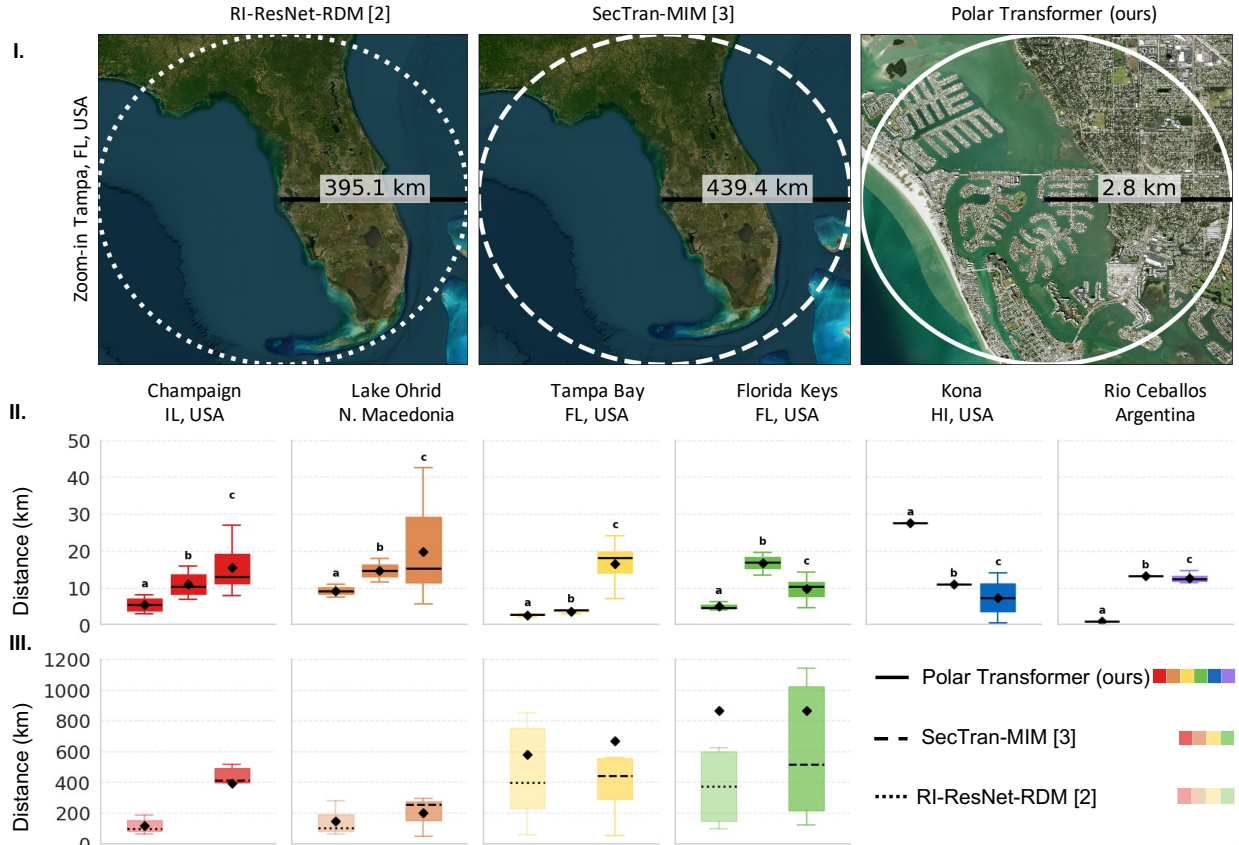 RI-ResNet-RDM [2]
SecTran-MIM [3]
Polar Transformer (ours)
I.
Zoom-in Tampa, FL, USA
395.1 km
439.4 km
2.8 km
II.
Champaign
IL, USA
Lake Ohrid
N. Macedonia
Tampa Bay
FL, USA
Florida Keys
FL, USA
Kona
HI, USA
Rio Ceballos
Argentina
Distance (km)
50
40
30
20
10
0
a
b
c
a
b
c
a
b
c
a
b
c
a
b
c
a
b
c
III.
Distance (km)
1200
1000
800
600
400
200
0
Polar Transformer (ours)
SecTran-MIM [3]
RI-ResNet-RDM [2]